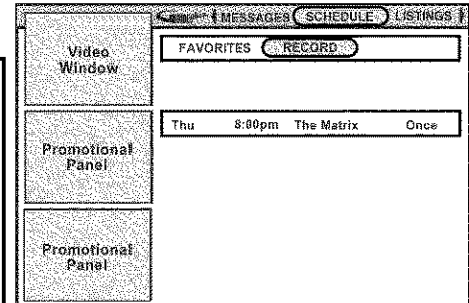 MESSAGES SCHEDULE LISTINGS
Video
Window
FAVORITES RECORD
Thu 8:00pm The Matrix Once
Promotional
Panel
Promotional
Panel